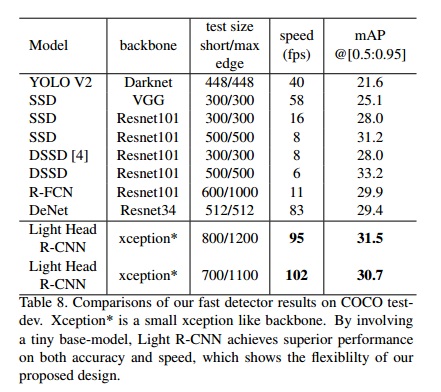 Model backbone test size short/max edge speed (fps) mAP @[0.5:0.95]
YOLO V2 Darknet 448/448 40 21.6
SSD VGG 300/300 58 25.1
SSD Resnet101 300/300 16 28.0
SSD Resnet101 500/500 8 31.2
DSSD [4] Resnet101 300/300 8 28.0
DSSD Resnet101 500/500 6 33.2
R-FCN Resnet101 600/1000 11 29.9
DeNet Resnet34 512/512 83 29.4
Light Head R-CNN xception* 800/1200 95 31.5
Light Head R-CNN xception* 700/1100 102 30.7
Table 8. Comparisons of our fast detector results on COCO test-
dev. Xception* is a small xception like backbone. By involving
a tiny base-model, Light R-CNN achieves superior performance
on both accuracy and speed, which shows the flexiblilty of our
proposed design.